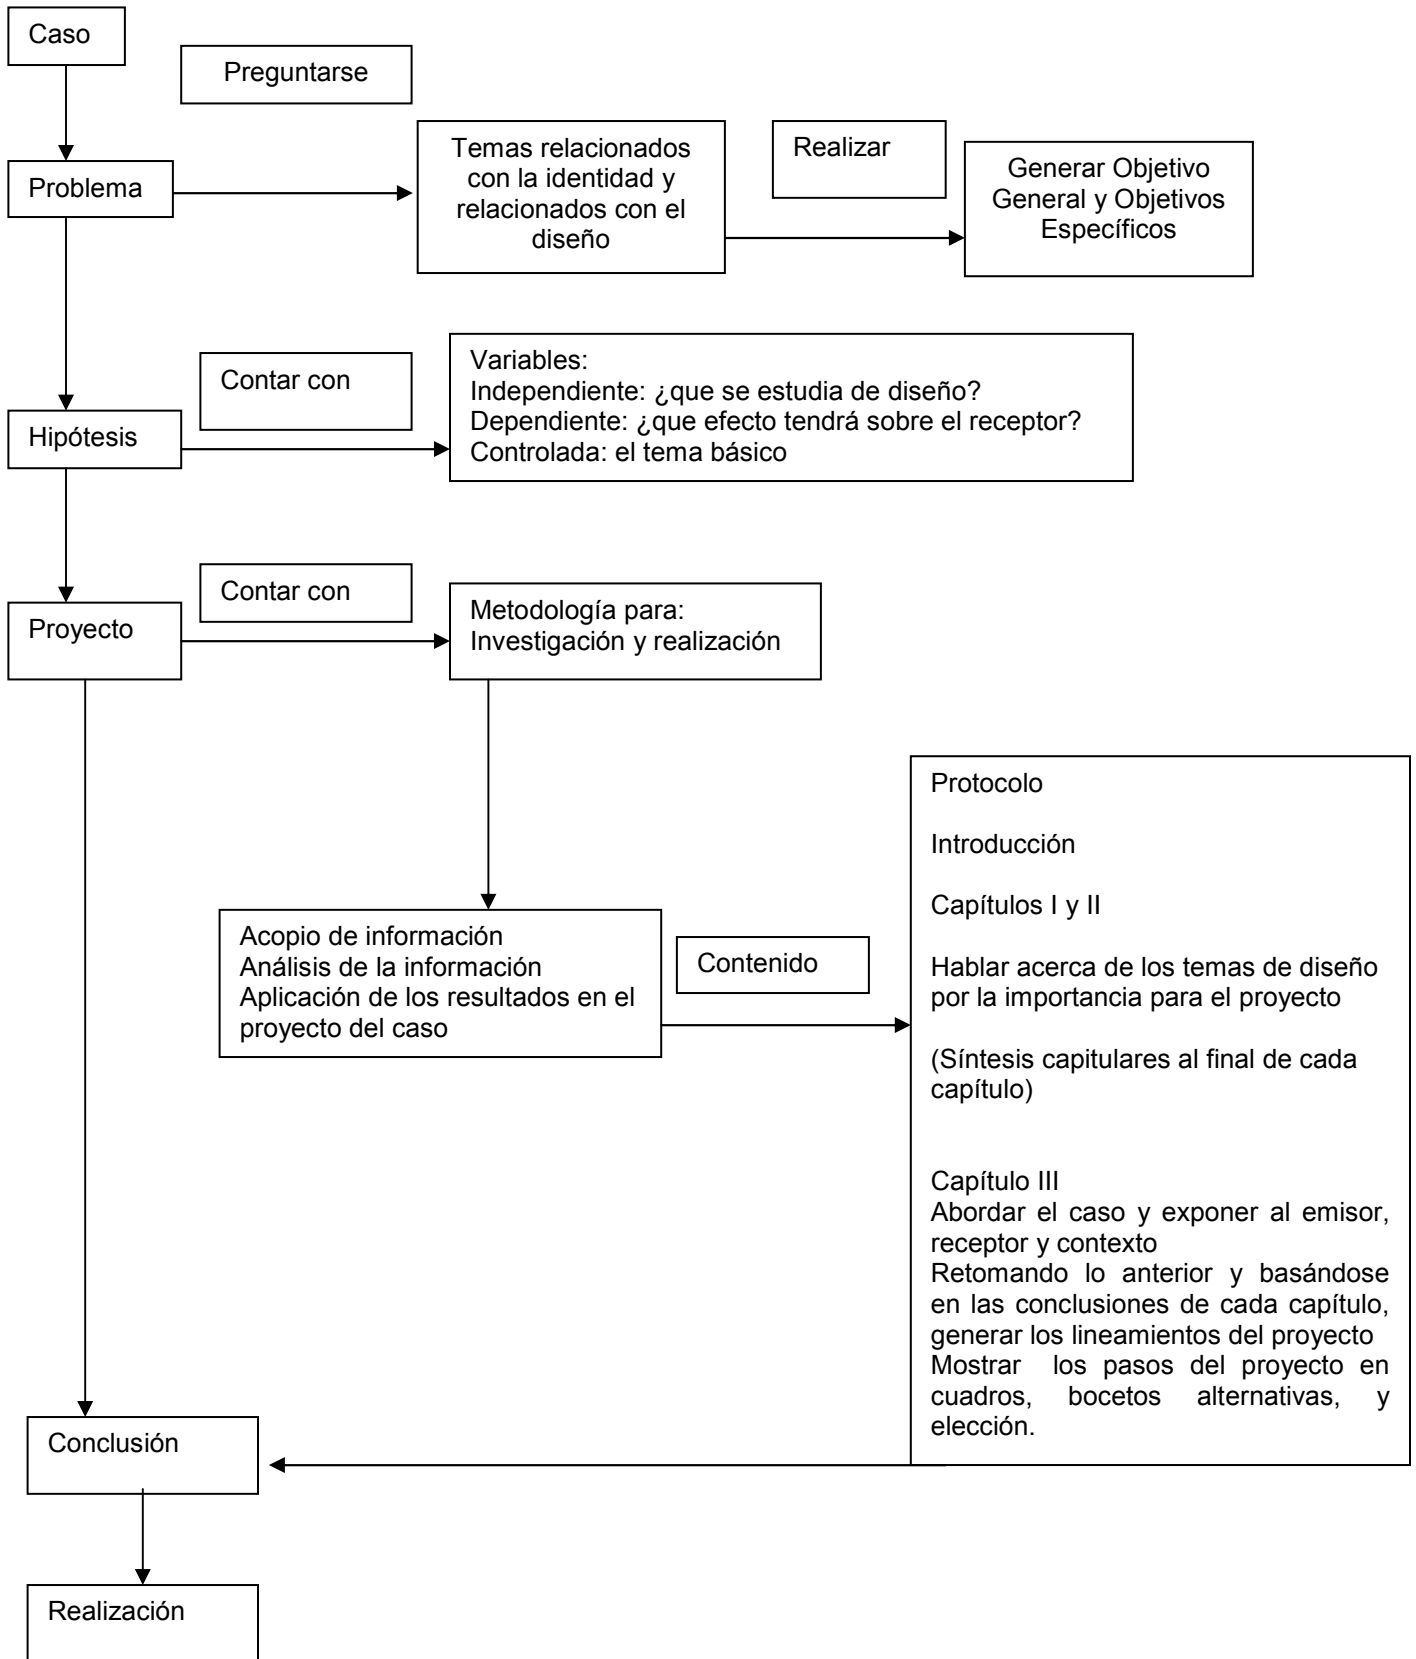 Caso
Preguntarse
Problema
Temas relacionados
con la identidad y
relacionados con el
diseño
Realizar
Generar Objetivo
General y Objetivos
Específicos
Hipótesis
Contar con
Variables:
Independiente: ¿que se estudia de diseño?
Dependiente: ¿que efecto tendrá sobre el receptor?
Controlada: el tema básico
Proyecto
Contar con
Metodología para:
Investigación y realización
Acopio de información
Análisis de la información
Aplicación de los resultados en el
proyecto del caso
Contenido
Protocolo
Introducción
Capítulos I y II
Hablar acerca de los temas de diseño
por la importancia para el proyecto
(Síntesis capitulares al final de cada
capítulo)
Capítulo III
Abordar el caso y exponer al emisor,
receptor y contexto
Retomando lo anterior y basándose
en las conclusiones de cada capítulo,
generar los lineamientos del proyecto
Mostrar los pasos del proyecto en
cuadros, bocetos alternativas, y
elección.
Conclusión
Realización